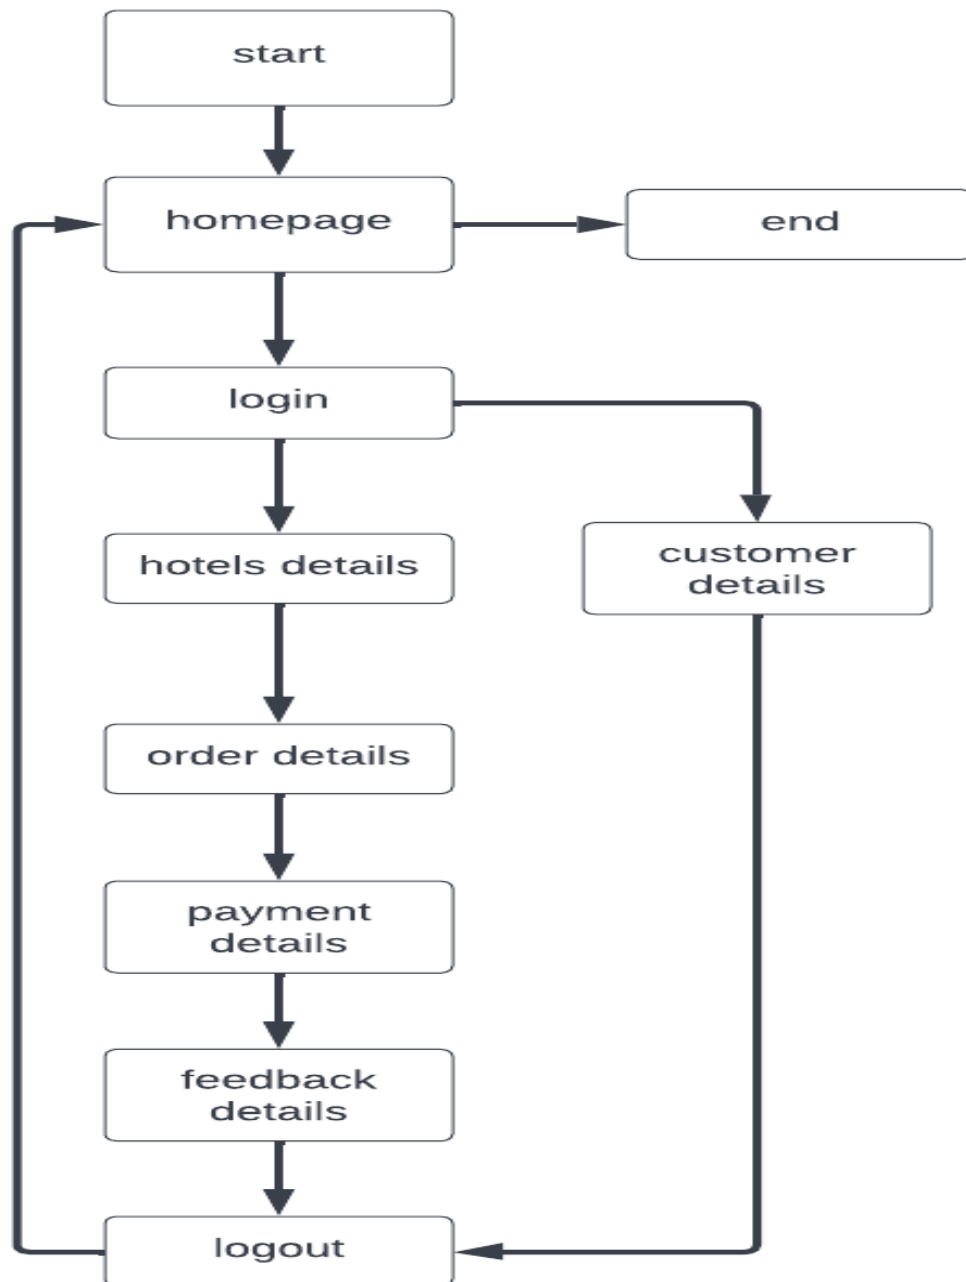 start
homepage
end
login
hotels details
customer
details
order details
payment
details
feedback
details
logout